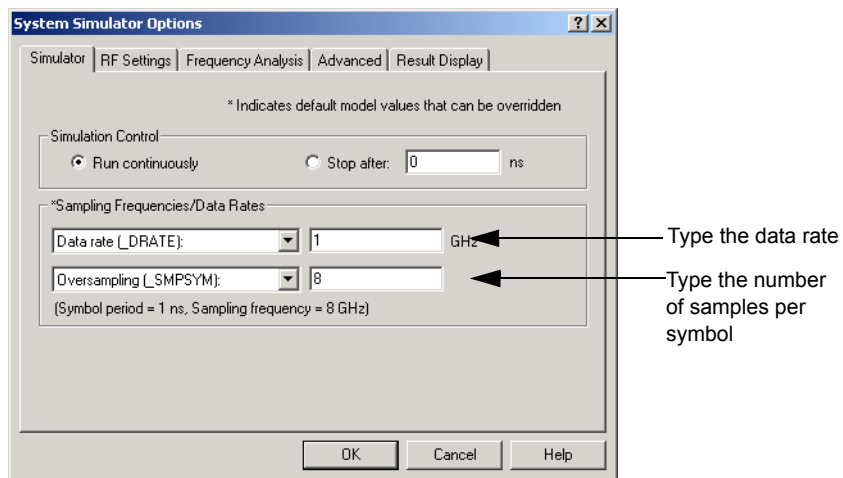 System Simulator Options
Simulator RF Settings Frequency Analysis Advanced Result Display
* Indicates default model values that can be overridden
Simulation Control
Run continuously Stop after: 0 ns
*Sampling Frequencies/Data Rates
Data rate (_DRATE): 1 GHz
Type the data rate
Oversampling (_SMPSYM): 8
Type the number
of samples per
symbol
(Symbol period = 1 ns, Sampling frequency = 8 GHz)
OK Cancel Help